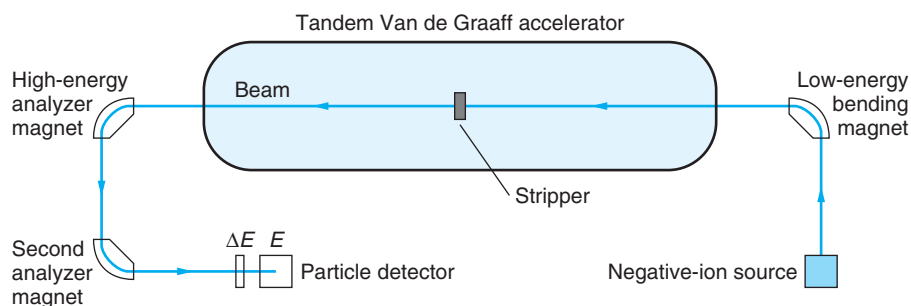 Tandem Van de Graaff accelerator
High-energy
analyzer
magnet
Beam
Low-energy
bending
magnet
Stripper
Second
analyzer
magnet
ΔE E
Particle detector
Negative-ion source